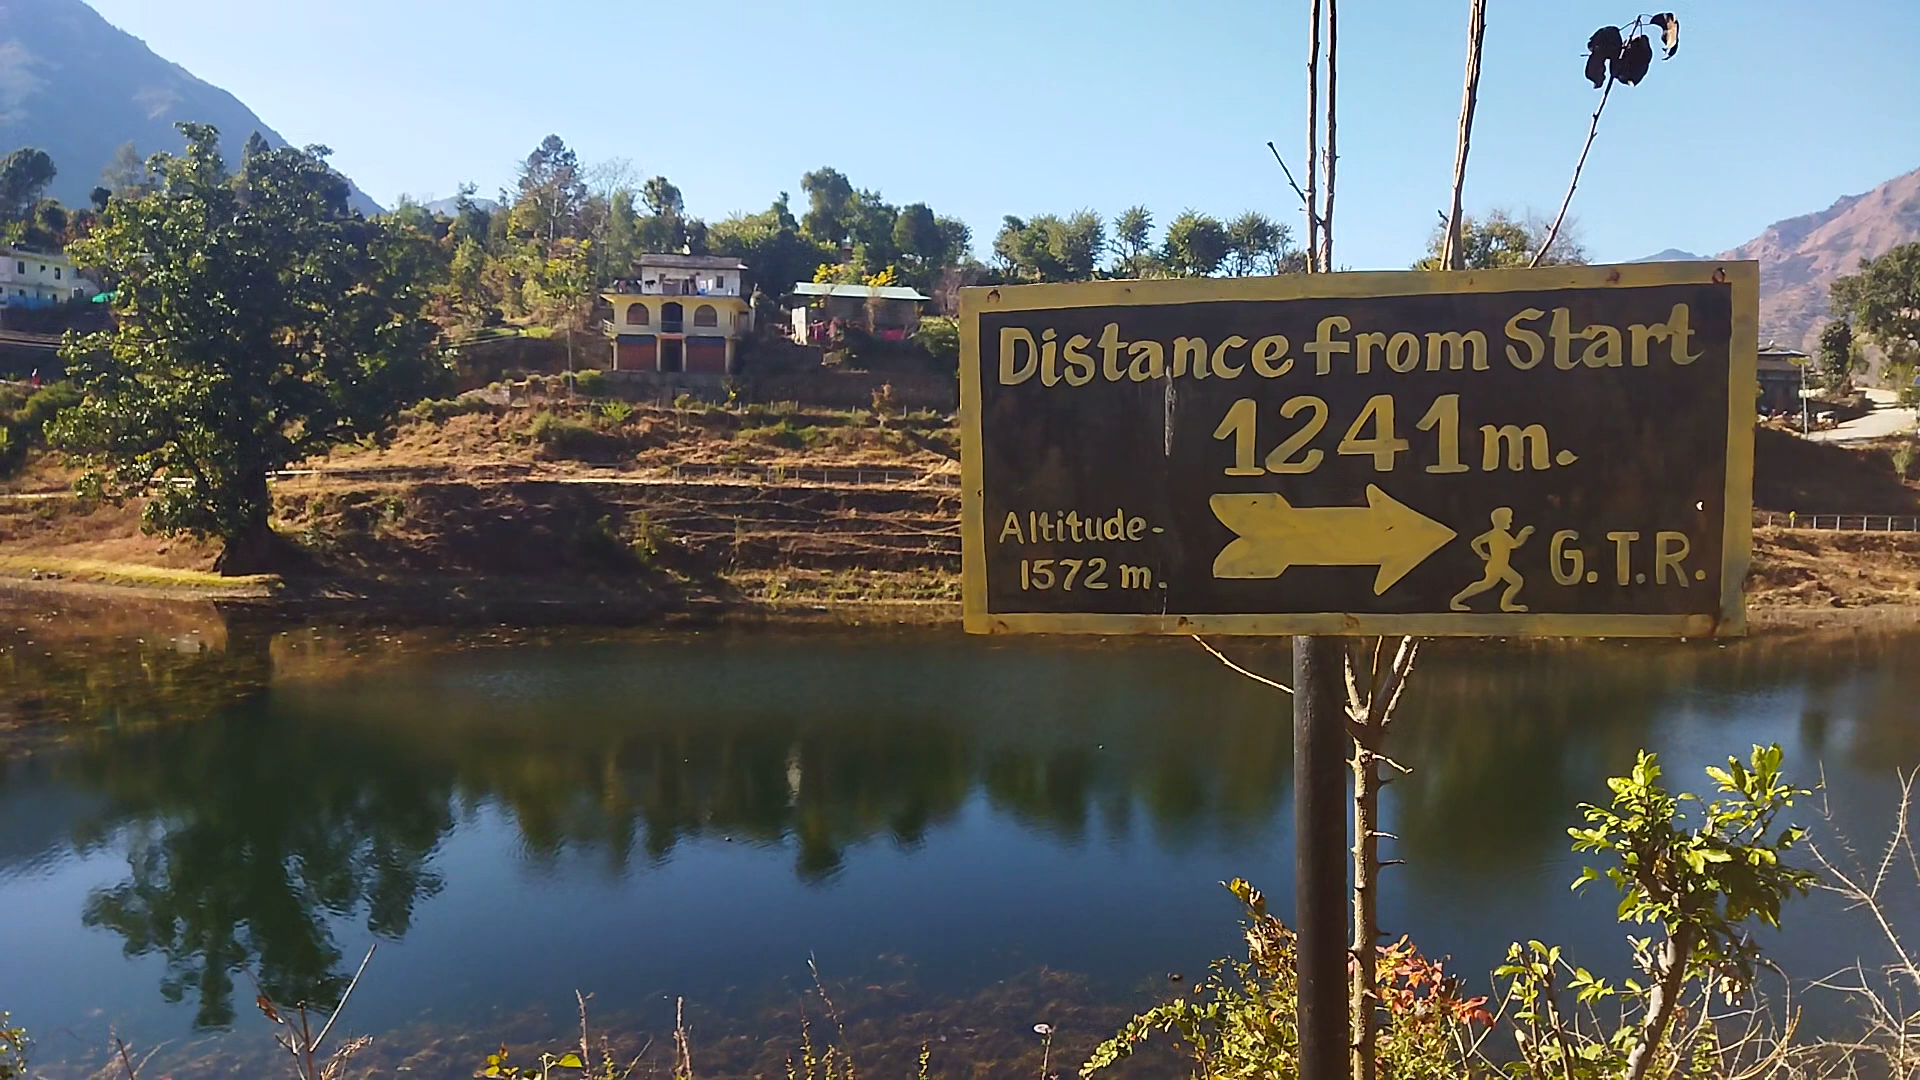 Distance from Start
1241m.
Altitude-
1572 m.
G.T.R.